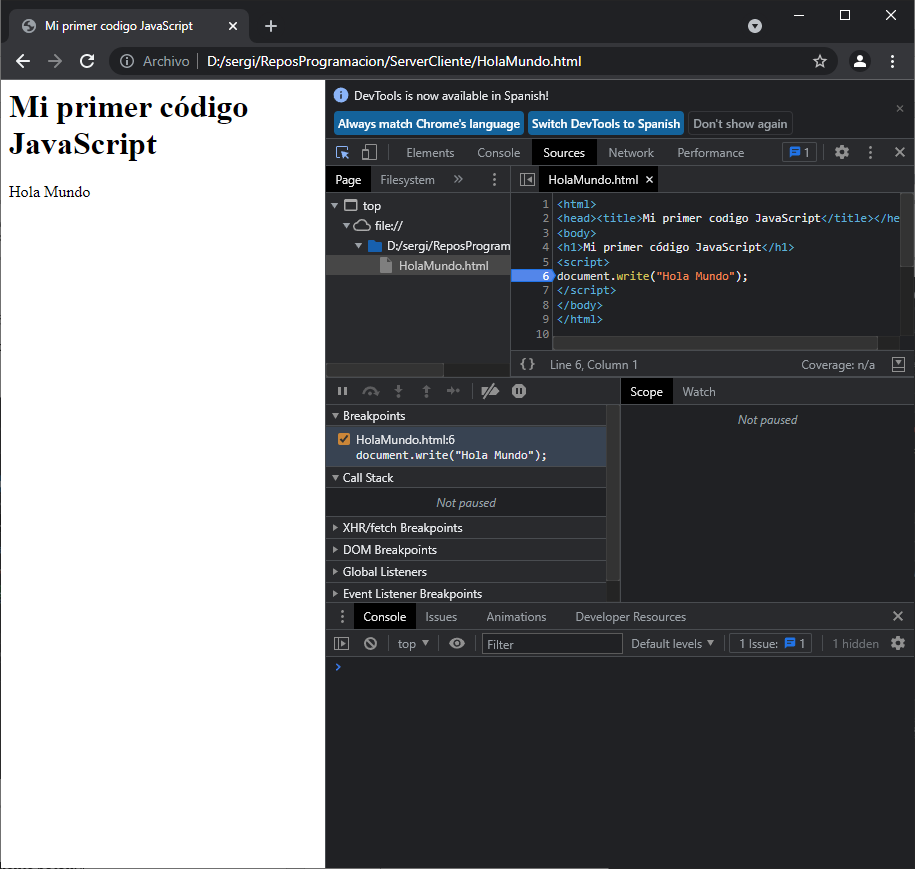 Mi primer codigo JavaScript
Archivo D:/sergi/ReposProgramacion/ServerCliente/HolaMundo.html
Mi primer código
JavaScript
Hola Mundo
DevTools is now available in Spanish!
Always match Chrome's language Switch DevTools to Spanish Don't show again
Elements Console Sources Network Performance 1
Page Filesystem » HolaMundo.html
top
file://
D:/sergi/ReposProgram
HolaMundo.html
1 <html>
2 <head><title>Mi primer codigo JavaScript</title></he
3 <body>
4 <h1>Mi primer código JavaScript</h1>
5 <script>
6 document.write("Hola Mundo");
7 </script>
8 </body>
9 </html>
10
{} Line 6, Column 1 Coverage: n/a
Scope Watch
Not paused
Breakpoints
HolaMundo.html:6
document.write("Hola Mundo");
Call Stack
Not paused
XHR/fetch Breakpoints
DOM Breakpoints
Global Listeners
Event Listener Breakpoints
Console Issues Animations Developer Resources
top Filter Default levels 1 Issue: 1 1 hidden